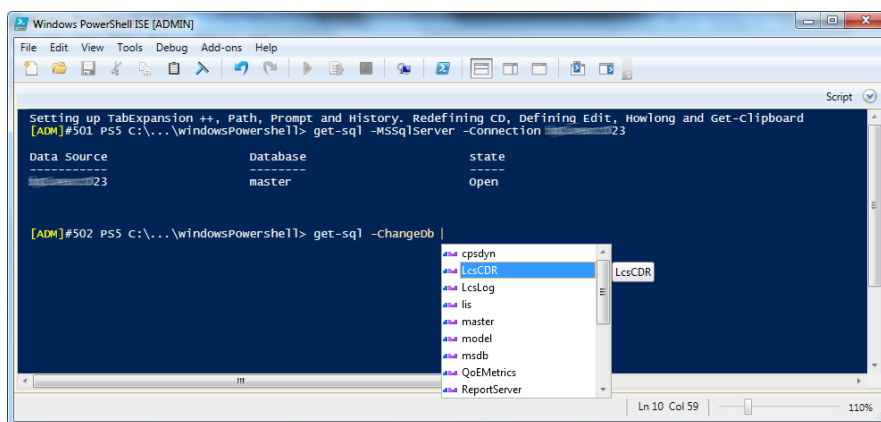 Windows PowerShell ISE [ADMIN]
File Edit View Tools Debug Add-ons Help
Script
Setting up TabExpansion ++, Path, Prompt and History. Redefining CD, Defining Edit, Howlong and Get-Clipboard
[ADM]#501 PS5 C:\...\windowsPowershell> get-sql -MSSqlServer -Connection 23
Data Source Database state
----------- -------- -----
23 master Open
[ADM]#502 PS5 C:\...\windowsPowershell> get-sql -ChangeDb
cpsdyn
LcsCDR LcsCDR
LcsLog
lis
master
model
msdb
QoEMetrics
ReportServer
Ln 10 Col 59 110%